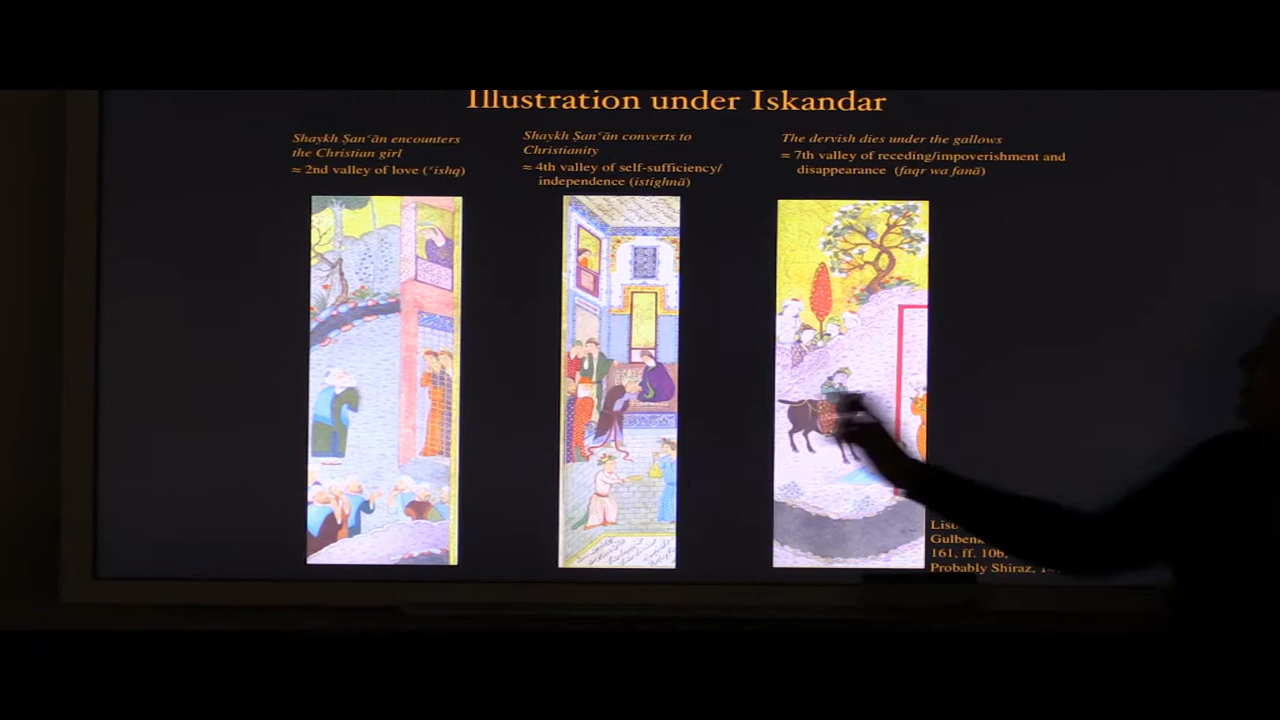 Illustration under Iskandar
Shaykh Ṣanʿān encounters
the Christian girl
≈ 2nd valley of love (ʿishq)
Shaykh Ṣanʿān converts to
Christianity
≈ 4th valley of self-sufficiency/
independence (istighnā)
The dervish dies under the gallows
≈ 7th valley of receding/impoverishment and
disappearance (faqr wa fanā)
161, ff. 10b,
Probably Shiraz,